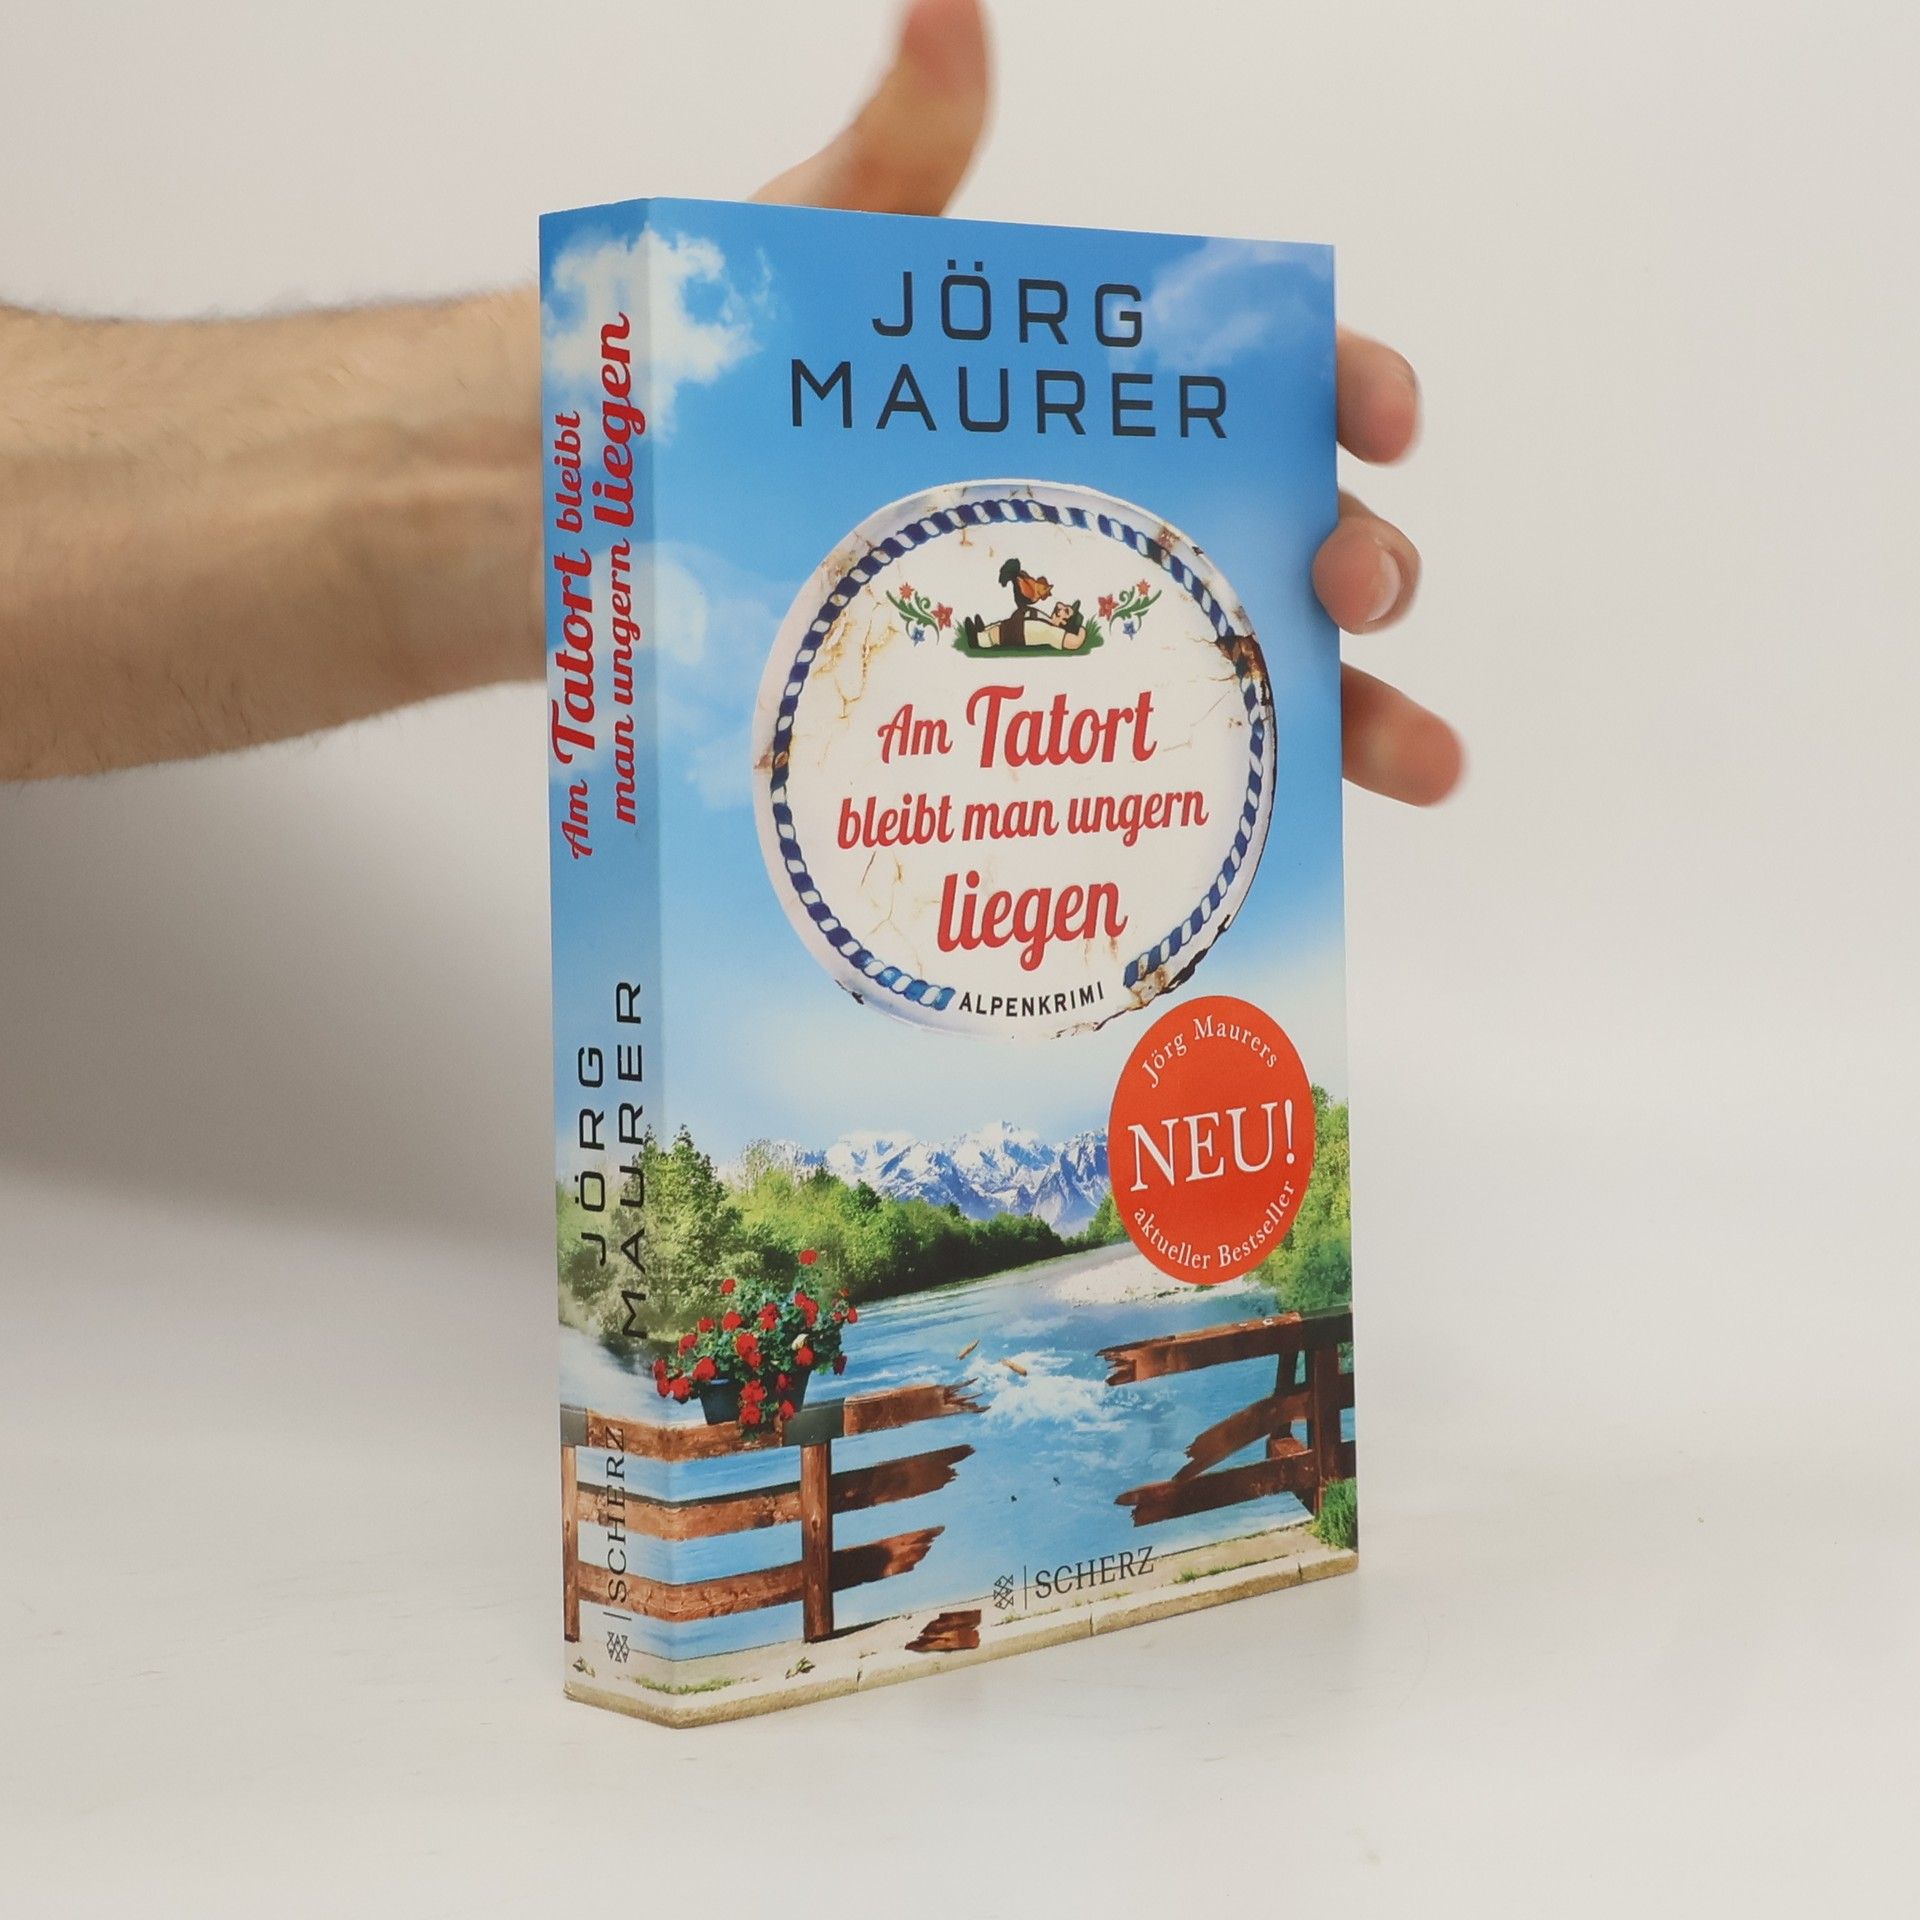 Am Tatort bleibt
man ungern liegen
JÖRG
MAURER
SCHERZ
JÖRG
MAURER
Am Tatort
bleibt man ungern
liegen
ALPENKRIMI
Jörg Maurers
NEU!
aktueller Bestseller
SCHERZ